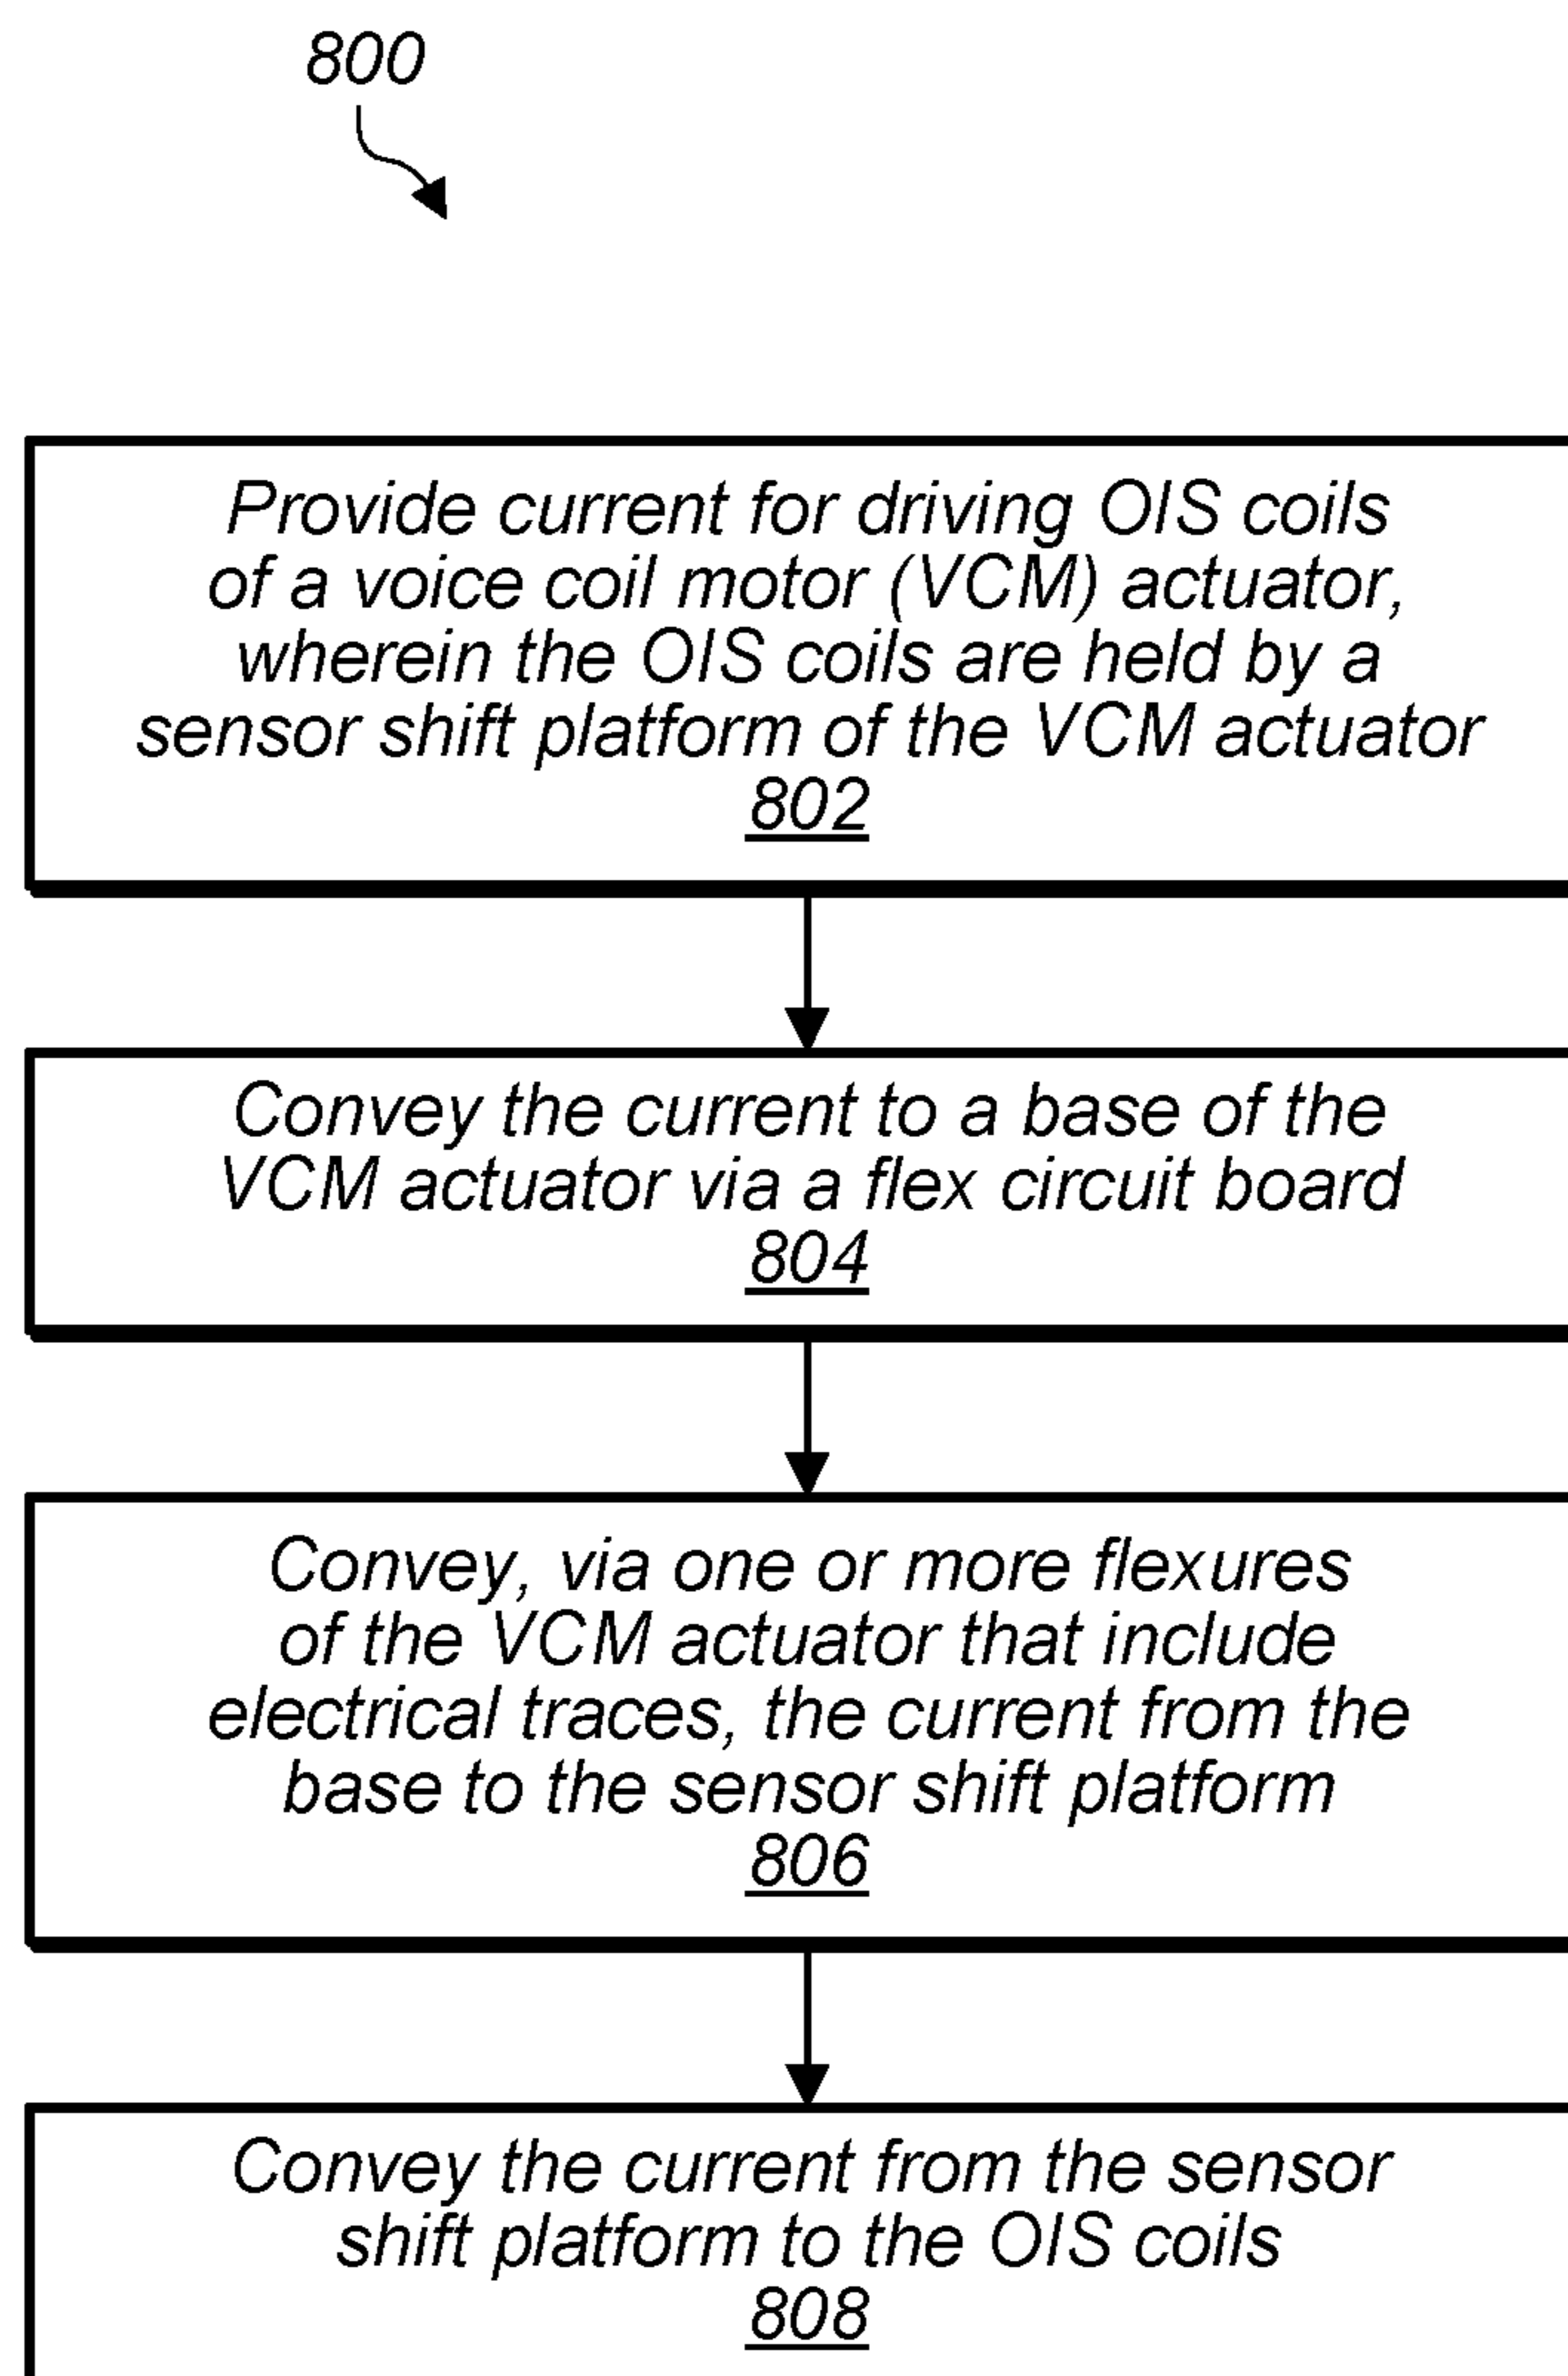 800
Provide current for driving OIS coils
of a voice coil motor (VCM) actuator,
wherein the OIS coils are held by a
sensor shift platform of the VCM actuator
802
Convey the current to a base of the
VCM actuator via a flex circuit board
804
Convey, via one or more flexures
of the VCM actuator that include
electrical traces, the current from the
base to the sensor shift platform
806
Convey the current from the sensor
shift platform to the OIS coils
808